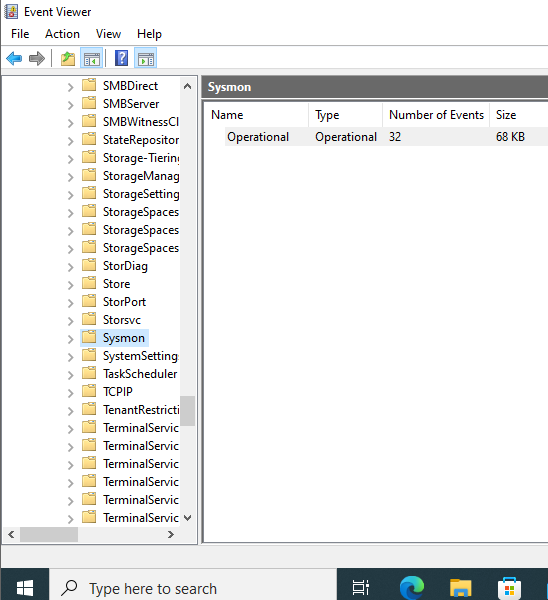 Event Viewer
File Action View Help
SMBDirect
SMBServer
SMBWitnessCl
StateRepositor
Storage-Tiering
StorageManag
StorageSetting
StorageSpaces
StorageSpaces
StorageSpaces
StorDiag
Store
StorPort
Storsvc
Sysmon
SystemSettings
TaskScheduler
TCPIP
TenantRestricti
TerminalServic
TerminalServic
TerminalServic
TerminalServic
TerminalServic
TerminalServic
Sysmon
Name Type Number of Events Size
Operational Operational 32 68 KB
Type here to search